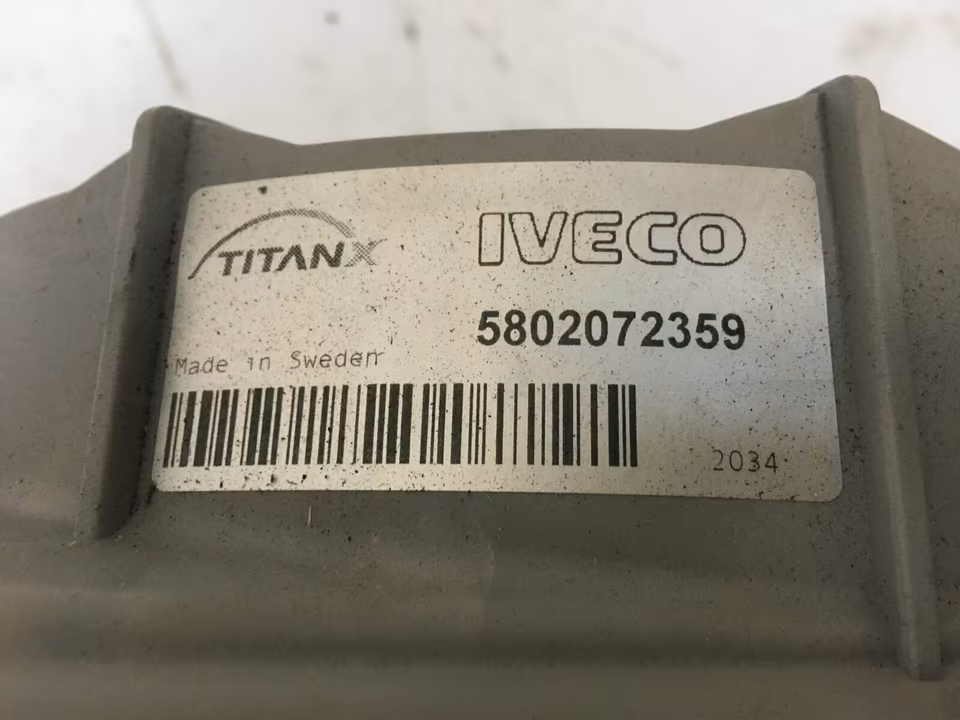 TITANX
IVECO
5802072359
Made in Sweden
2034